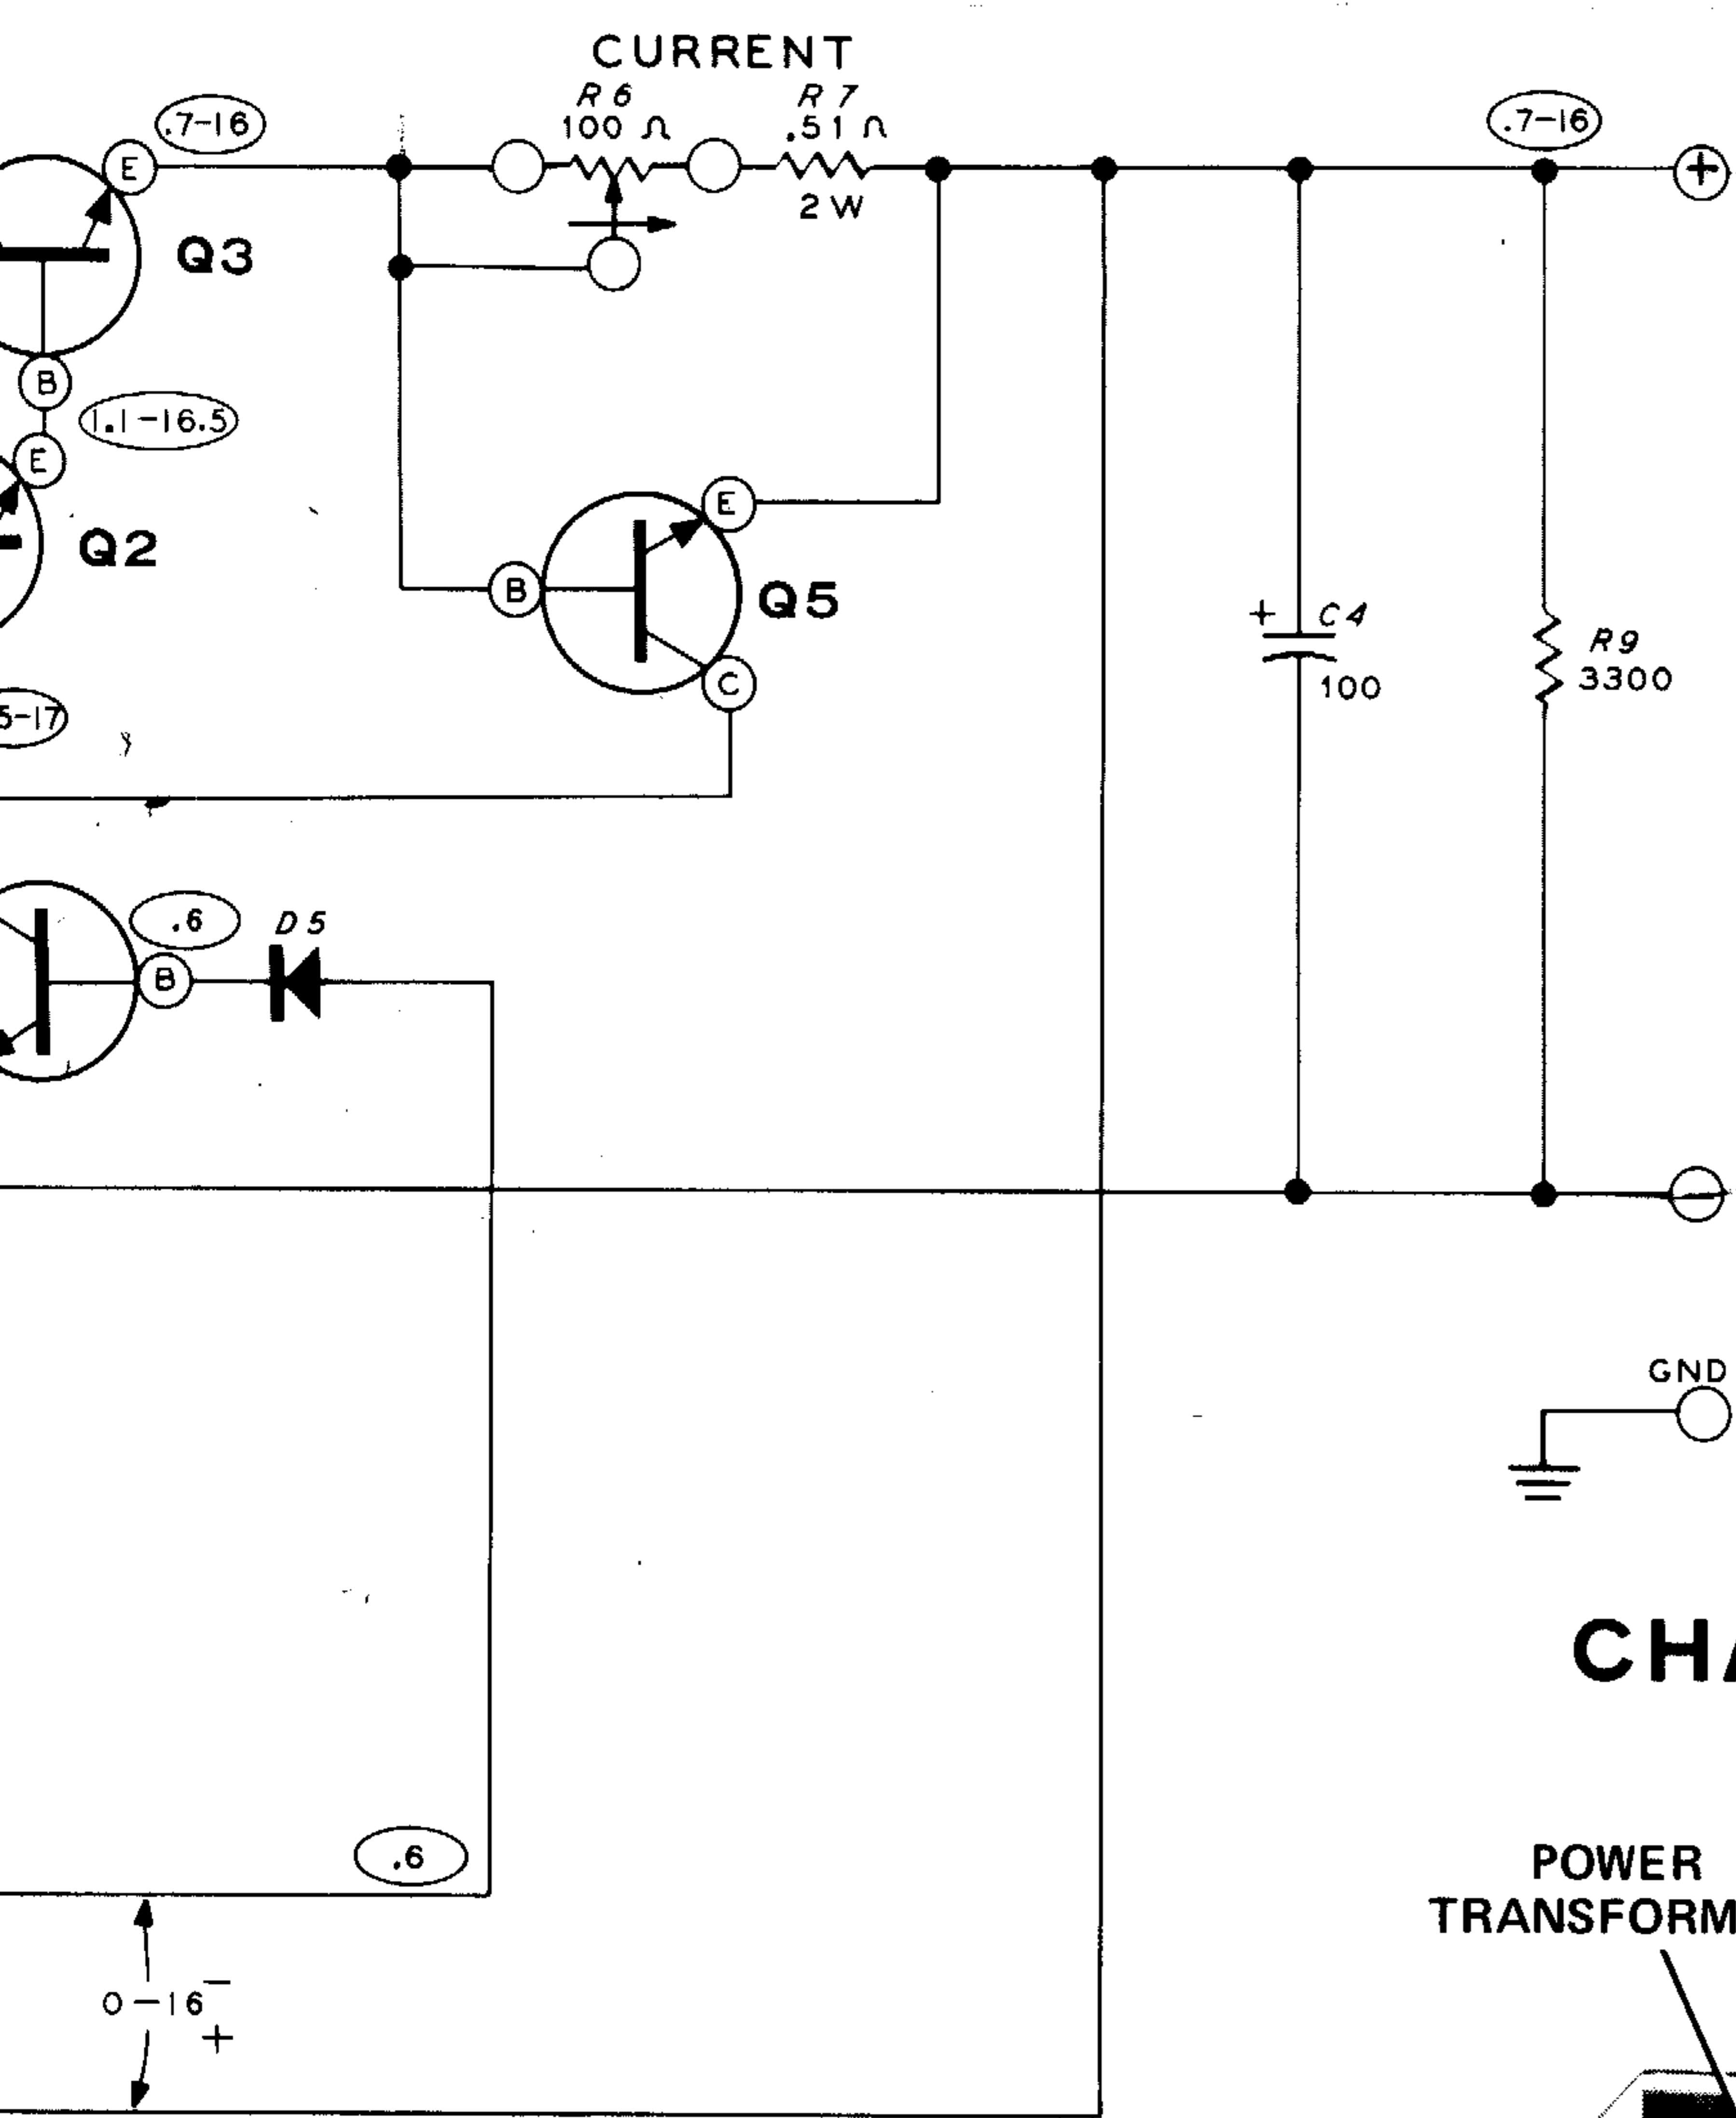 CURRENT
R6
100 Ω
R7
.51 Ω
2 W
.7-16
.7-16
+
E
Q3
B
1.1-16.5
E
Q2
E
B
Q5
C
+ C4
100
R9
3300
5-17
.6
D5
B
GND
CHA
.6
POWER
TRANSFORM
0-16
−
+